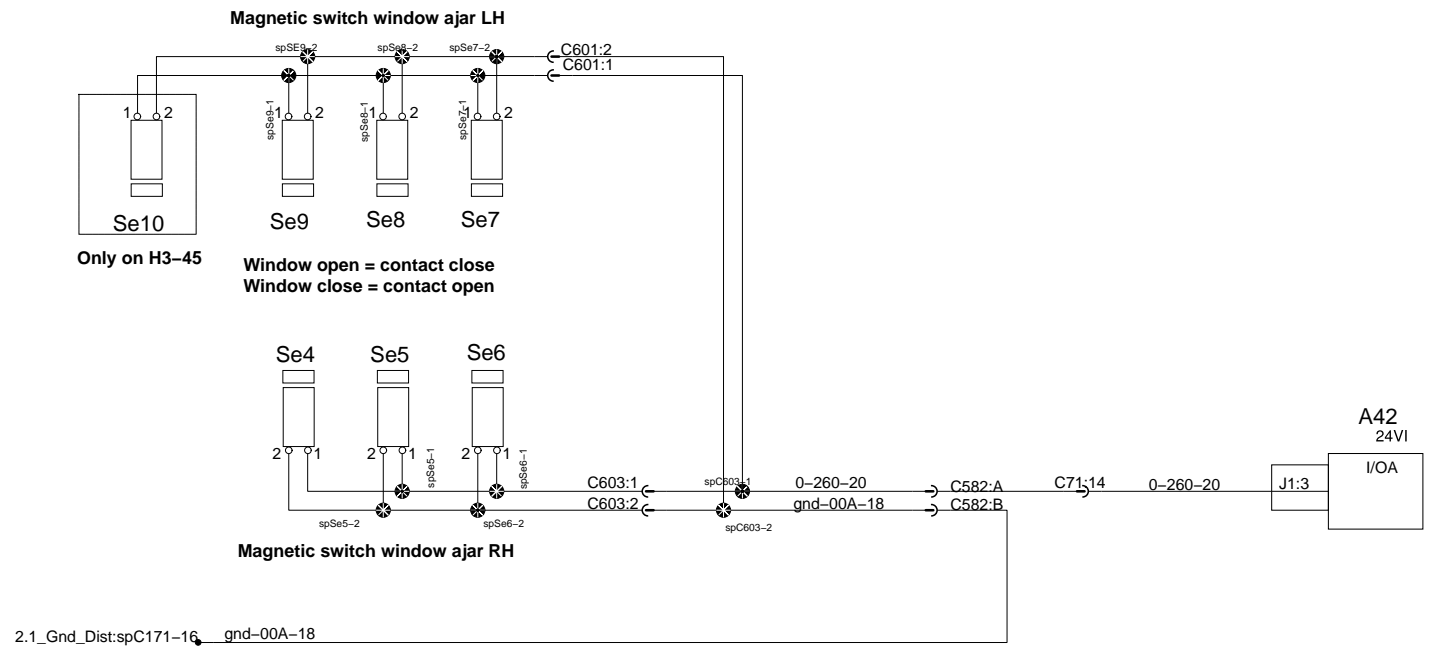 Magnetic switch window ajar LH
spSE9–2 spSe8–2 spSe7–2 C601:2
C601:1
1 2 spSe9–1 1 2 spSe8–1 1 2 spSe7–1 1 2
Se10 Se9 Se8 Se7
Only on H3–45
Window open = contact close
Window close = contact open
Se4 Se5 Se6
A42
24VI
2 1 2 1 spSe5–1 2 1 spSe6–1
I/OA
C603:1 spC603–1 0–260–20 C582:A C71:14 0–260–20 J1:3
C603:2 gnd–00A–18 C582:B
spSe5–2 spSe6–2 spC603–2
Magnetic switch window ajar RH
2.1_Gnd_Dist:spC171–16 gnd–00A–18